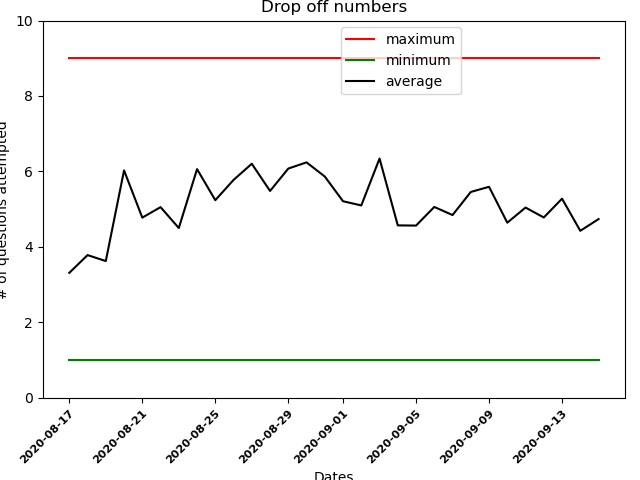 Drop off numbers
maximum
minimum
average
# of questions attempted
10
8
6
4
2
0
2020-08-17
2020-08-21
2020-08-25
2020-08-29
2020-09-01
2020-09-05
2020-09-09
2020-09-13
Dates